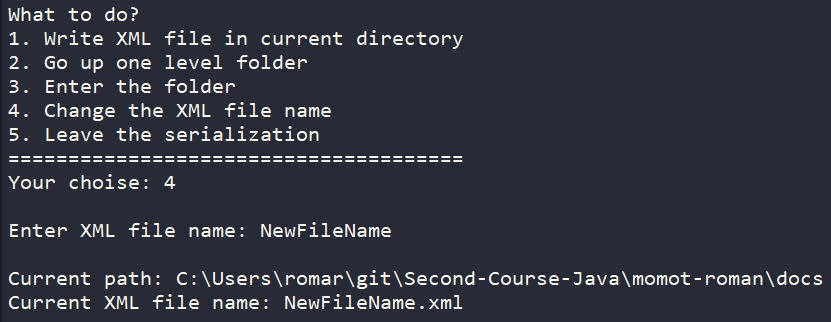 What to do?
1. Write XML file in current directory
2. Go up one level folder
3. Enter the folder
4. Change the XML file name
5. Leave the serialization
======================================
Your choise: 4
Enter XML file name: NewFileName
Current path: C:\Users\romar\git\Second-Course-Java\momot-roman\docs
Current XML file name: NewFileName.xml